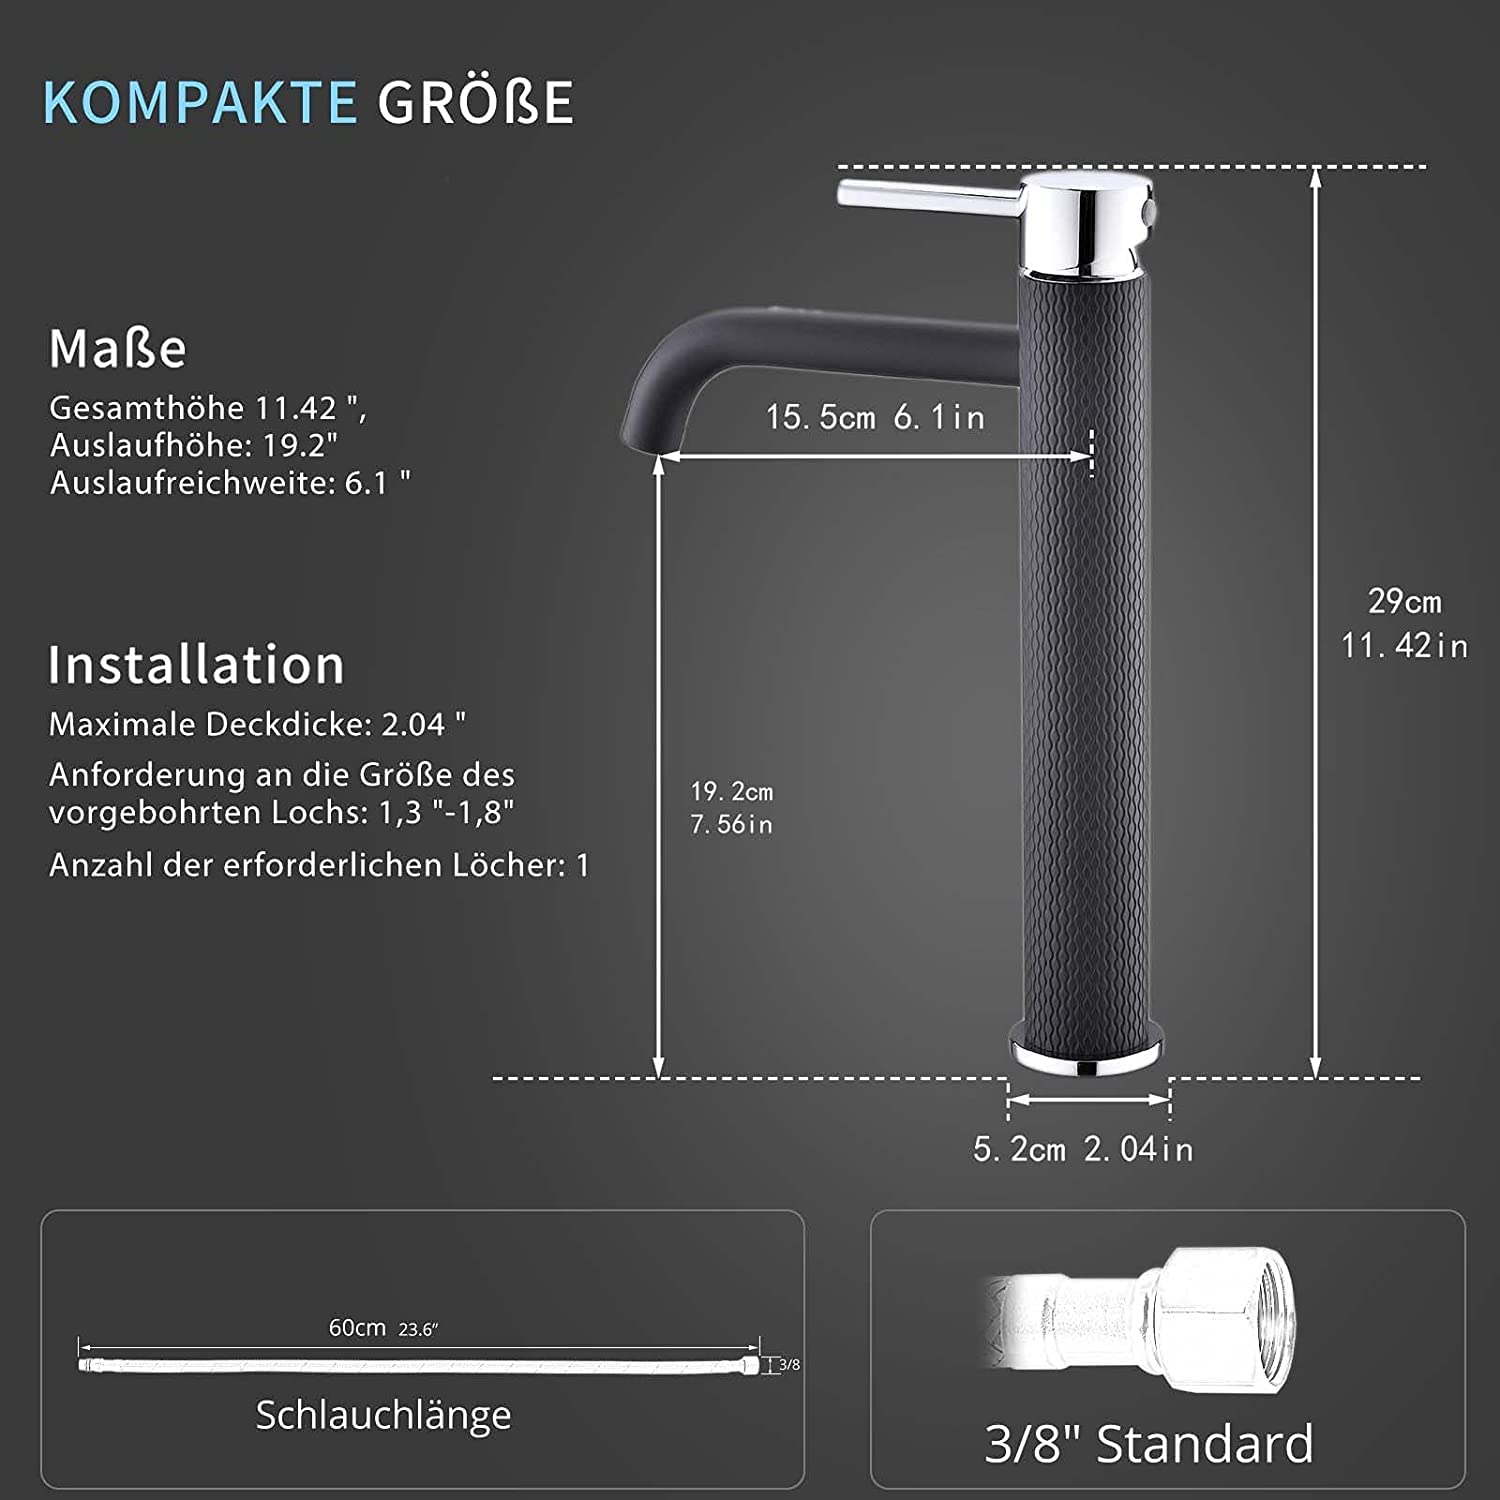 KOMPAKTE GRÖßE
Maße
Gesamthöhe 11.42 ",
Auslaufhöhe: 19.2"
Auslaufreichweite: 6.1 "
15.5cm 6.1in
29cm
11.42in
Installation
Maximale Deckdicke: 2.04 "
Anforderung an die Größe des
vorgebohrten Lochs: 1,3 "-1,8"
Anzahl der erforderlichen Löcher: 1
19.2cm
7.56in
5.2cm 2.04in
60cm 23.6”
3/8
Schlauchlänge
3/8" Standard